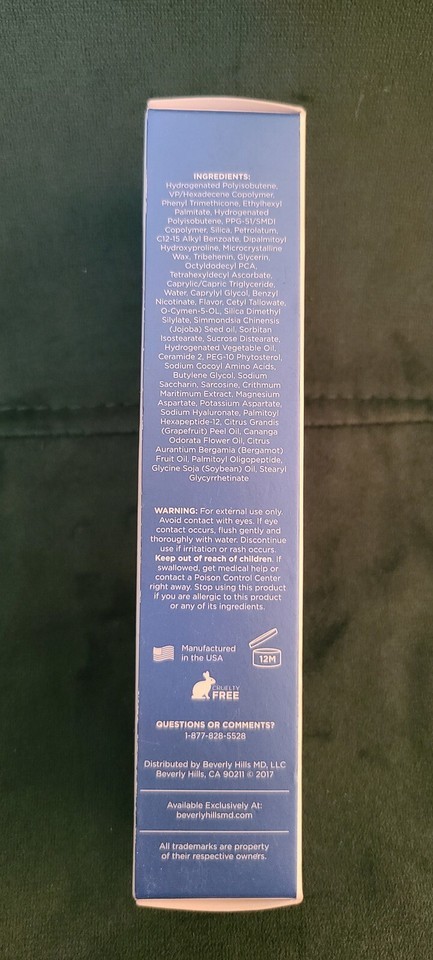 INGREDIENTS:
Hydrogenated Polyisobutene,
VP/Hexadecene Copolymer,
Phenyl Trimethicone, Ethylhexyl
Palmitate, Hydrogenated
Polyisobutene, PPG-51/SMDI
Copolymer, Silica, Petrolatum,
C12-15 Alkyl Benzoate, Dipalmitoyl
Hydroxyproline, Microcrystalline
Wax, Tribehenin, Glycerin,
Octyldodecyl PCA,
Tetrahexyldecyl Ascorbate,
Caprylic/Capric Triglyceride,
Water, Caprylyl Glycol, Benzyl
Nicotinate, Flavor, Cetyl Tallowate,
O-Cymen-5-OL, Silica Dimethyl
Silylate, Simmondsia Chinensis
(Jojoba) Seed oil, Sorbitan
Isostearate, Sucrose Distearate,
Hydrogenated Vegetable Oil,
Ceramide 2, PEG-10 Phytosterol,
Sodium Cocoyl Amino Acids,
Butylene Glycol, Sodium
Saccharin, Sarcosine, Crithmum
Maritimum Extract, Magnesium
Aspartate, Potassium Aspartate,
Sodium Hyaluronate, Palmitoyl
Hexapeptide-12, Citrus Grandis
(Grapefruit) Peel Oil, Cananga
Odorata Flower Oil, Citrus
Aurantium Bergamia (Bergamot)
Fruit Oil, Palmitoyl Oligopeptide,
Glycine Soja (Soybean) Oil, Stearyl
Glycyrrhetinate
WARNING: For external use only.
Avoid contact with eyes. If eye
contact occurs, flush gently and
thoroughly with water. Discontinue
use if irritation or rash occurs.
Keep out of reach of children. If
swallowed, get medical help or
contact a Poison Control Center
right away. Stop using this product
if you are allergic to this product
or any of its ingredients.
Manufactured
in the USA
12M
CRUELTY
FREE
QUESTIONS OR COMMENTS?
1-877-828-5528
Distributed by Beverly Hills MD, LLC
Beverly Hills, CA 90211 © 2017
Available Exclusively At:
beverlyhillsmd.com
All trademarks are property
of their respective owners.